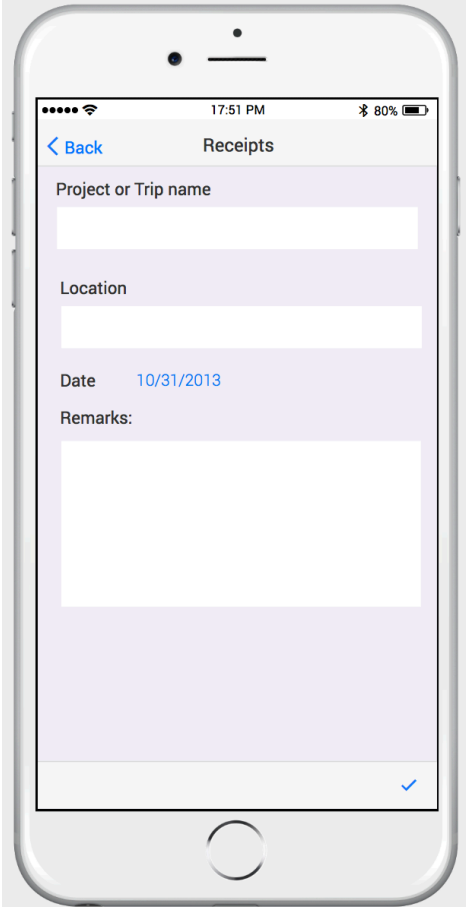 17:51 PM
80%
Back
Receipts
Project or Trip name
Location
Date 10/31/2013
Remarks: